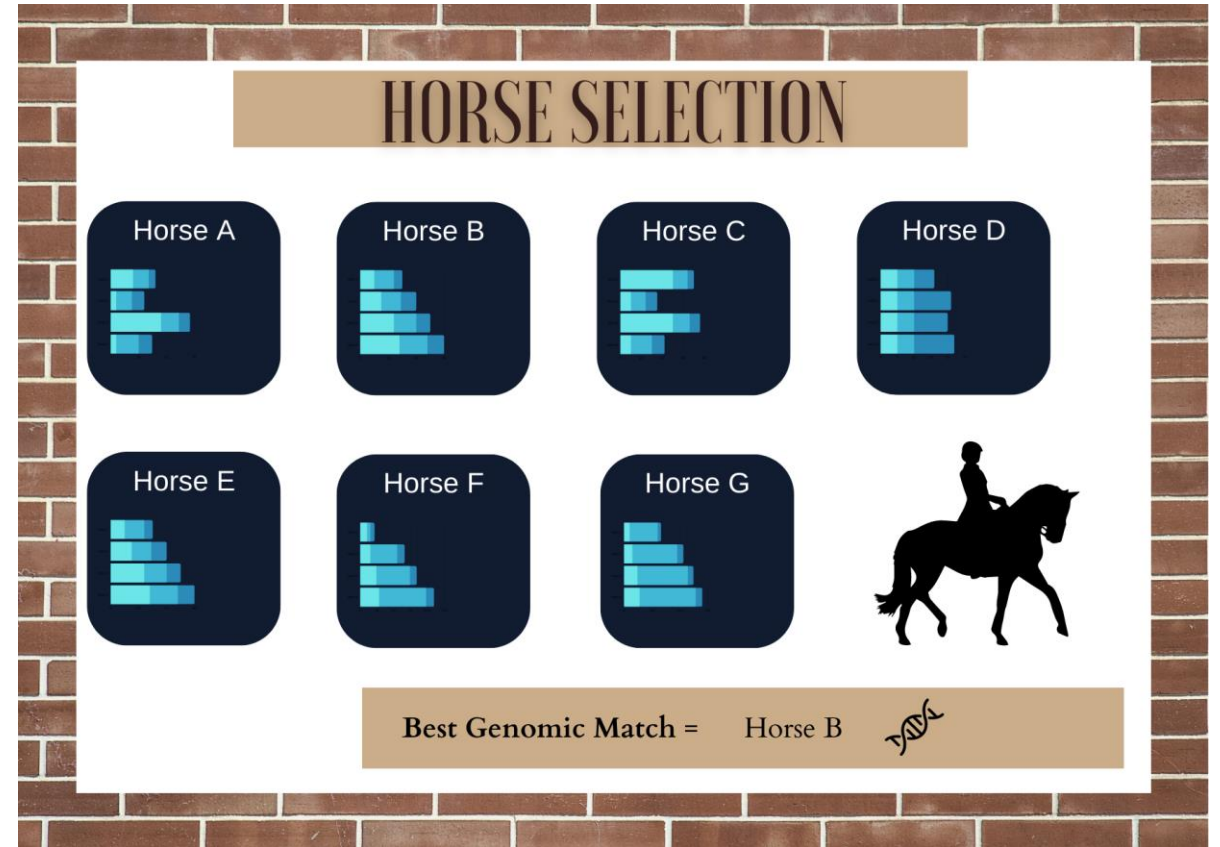 HORSE SELECTION
Horse A
Horse B
Horse C
Horse D
Horse E
Horse F
Horse G
Best Genomic Match = Horse B